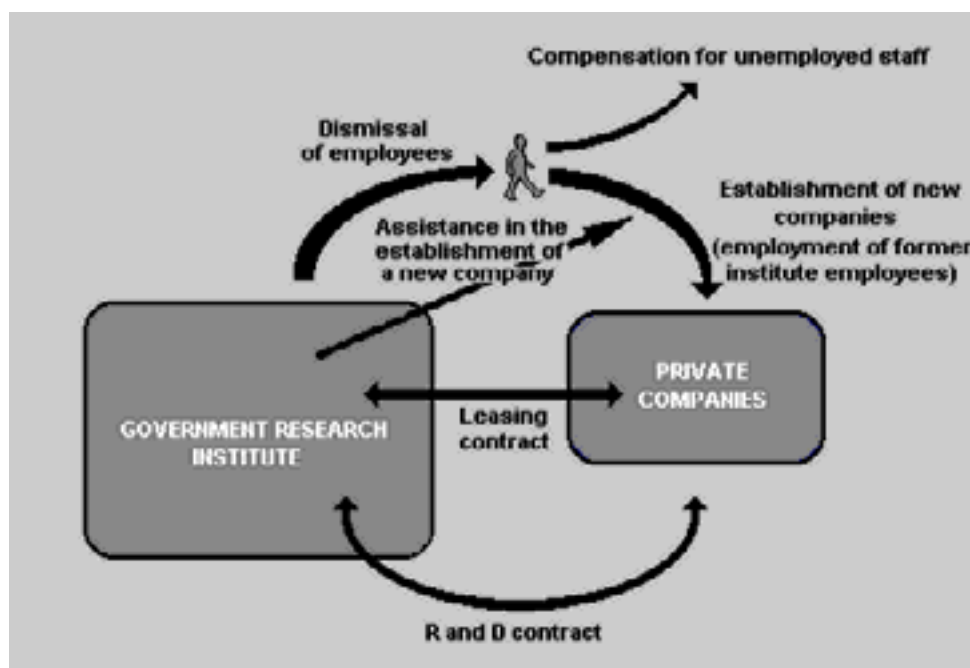 Compensation for unemployed staff
Dismissal
of employees
Establishment of new
companies
(employment of former
institute employees)
Assistance in the
establishment of
a new company
PRIVATE
COMPANIES
Leasing
contract
GOVERNMENT RESEARCH
INSTITUTE
R and D contract